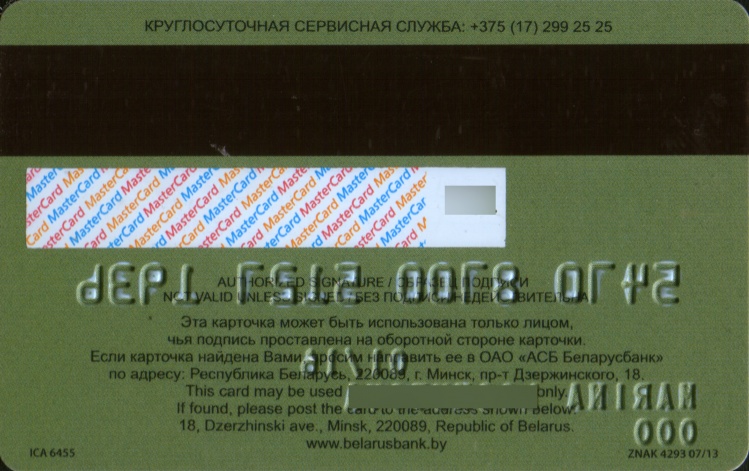 КРУГЛОСУТОЧНАЯ СЕРВИСНАЯ СЛУЖБА: +375 (17) 299 25 25
MasterCard MasterCard MasterCard
AUTHORIZED SIGNATURE / ОБРАЗЕЦ ПОДПИСИ
NOT VALID UNLESS SIGNED / БЕЗ ПОДПИСИ НЕДЕЙСТВИТЕЛЬНА
Эта карточка может быть использована только лицом,
чья подпись проставлена на оборотной стороне карточки.
Если карточка найдена Вами, просим направить ее в ОАО «АСБ Беларусбанк»
по адресу: Республика Беларусь, 220089, г. Минск, пр-т Дзержинского, 18.
This card may be used only
If found, please post the card to the address shown below:
18, Dzerzhinski ave., Minsk, 220089, Republic of Belarus.
www.belarusbank.by
ICA 6455
ZNAK 4293 07/13